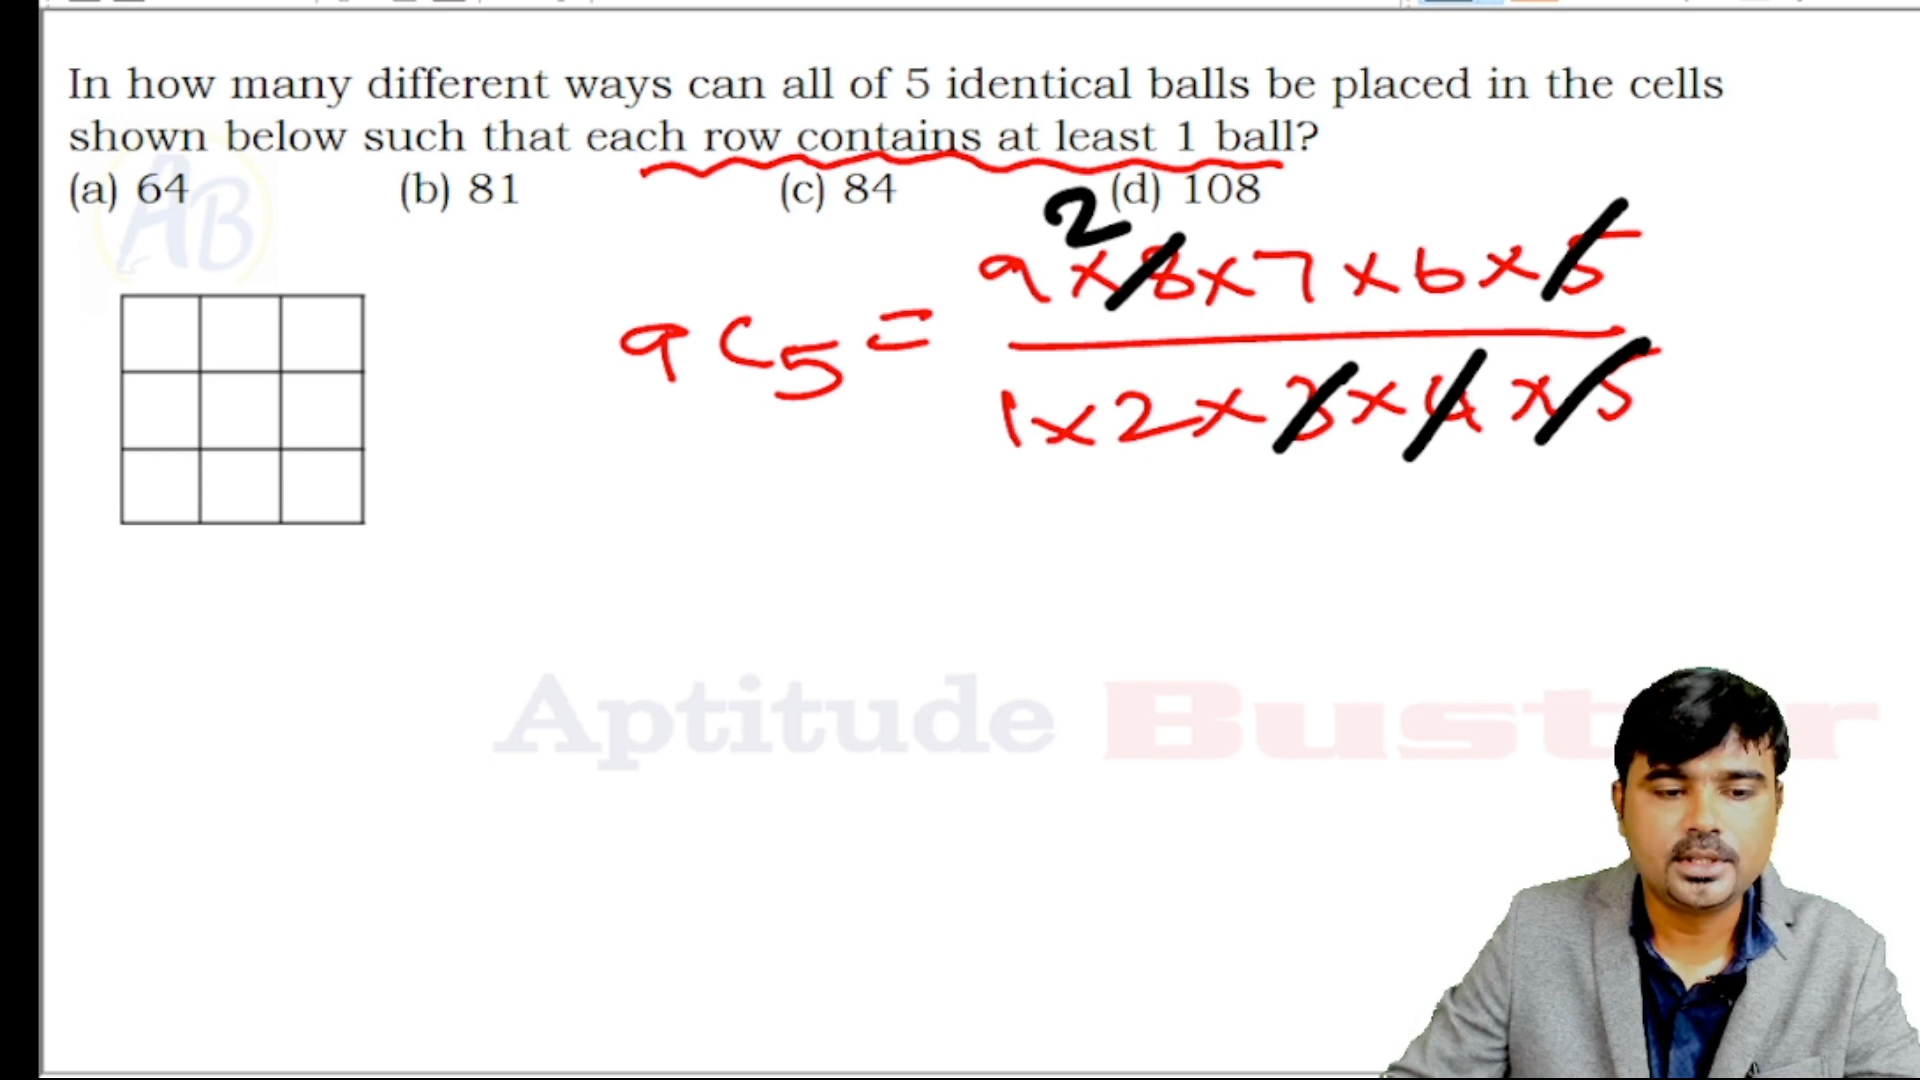 In how many different ways can all of 5 identical balls be placed in the cells
shown below such that each row contains at least 1 ball?
(a) 64 (b) 81 (c) 84 (d) 108
AB
2
9C5 = 9×8×7×6×5
1×2×3×4×5
Aptitude Bust r